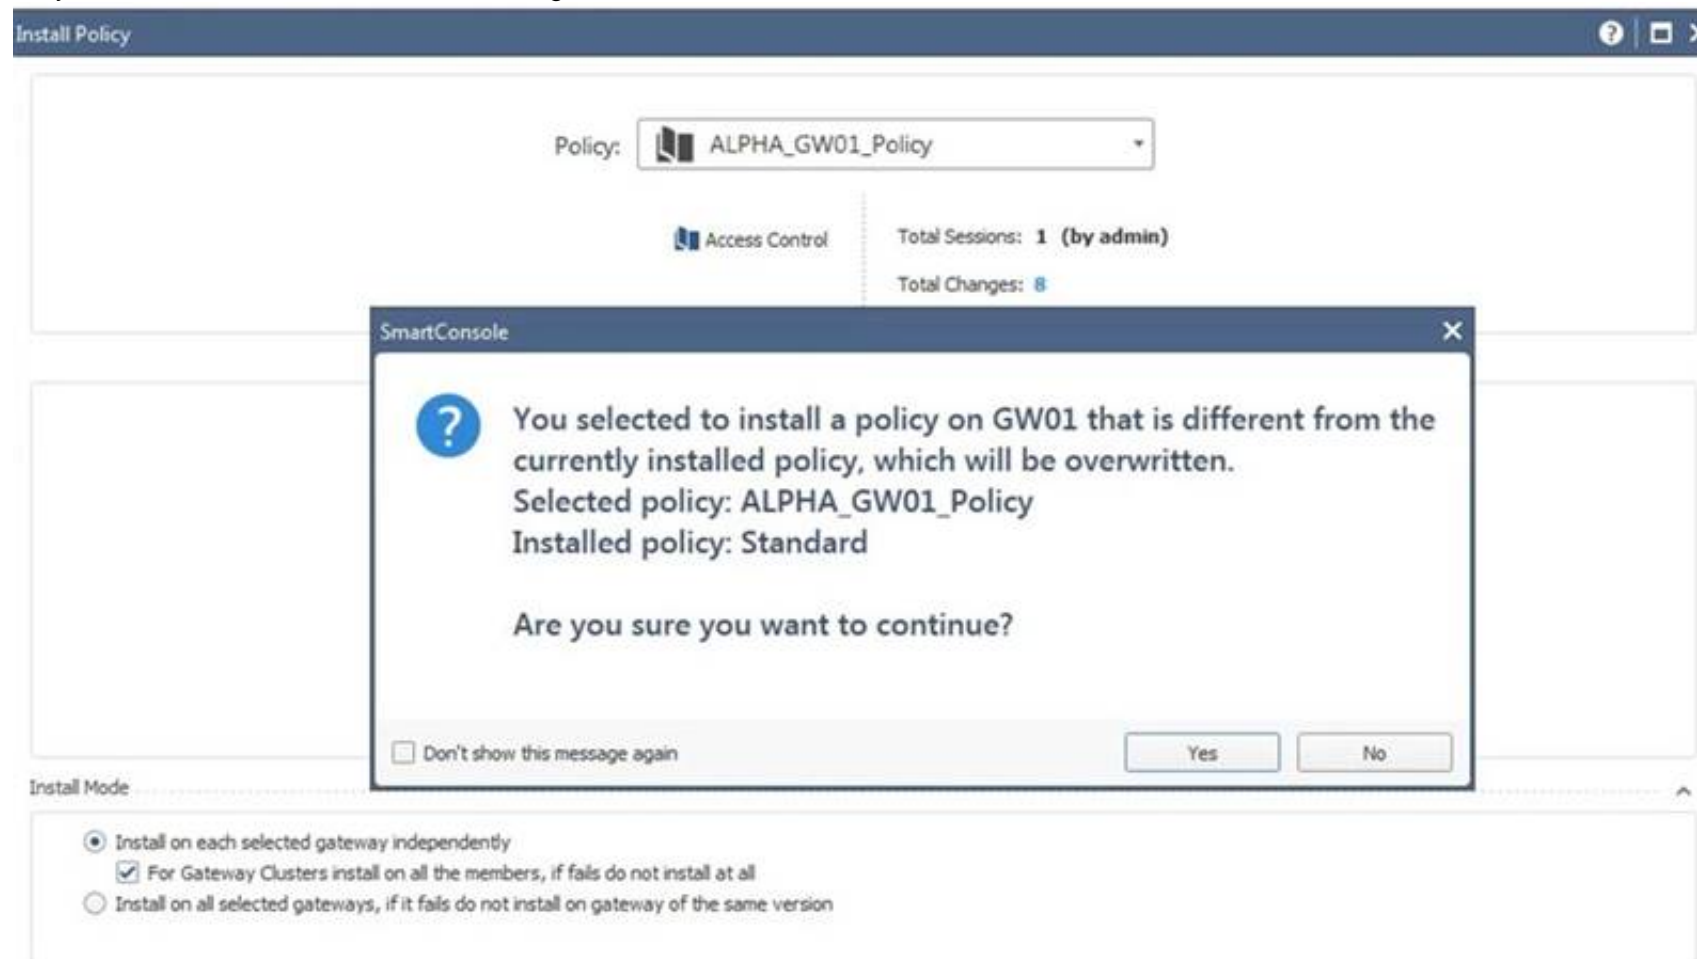 Install Policy
Policy: ALPHA_GW01_Policy
Access Control
Total Sessions: 1 (by admin)
Total Changes: 8
SmartConsole
You selected to install a policy on GW01 that is different from the
currently installed policy, which will be overwritten.
Selected policy: ALPHA_GW01_Policy
Installed policy: Standard
Are you sure you want to continue?
Don't show this message again
Yes
No
Install Mode
Install on each selected gateway independently
For Gateway Clusters install on all the members, if fails do not install at all
Install on all selected gateways, if it fails do not install on gateway of the same version